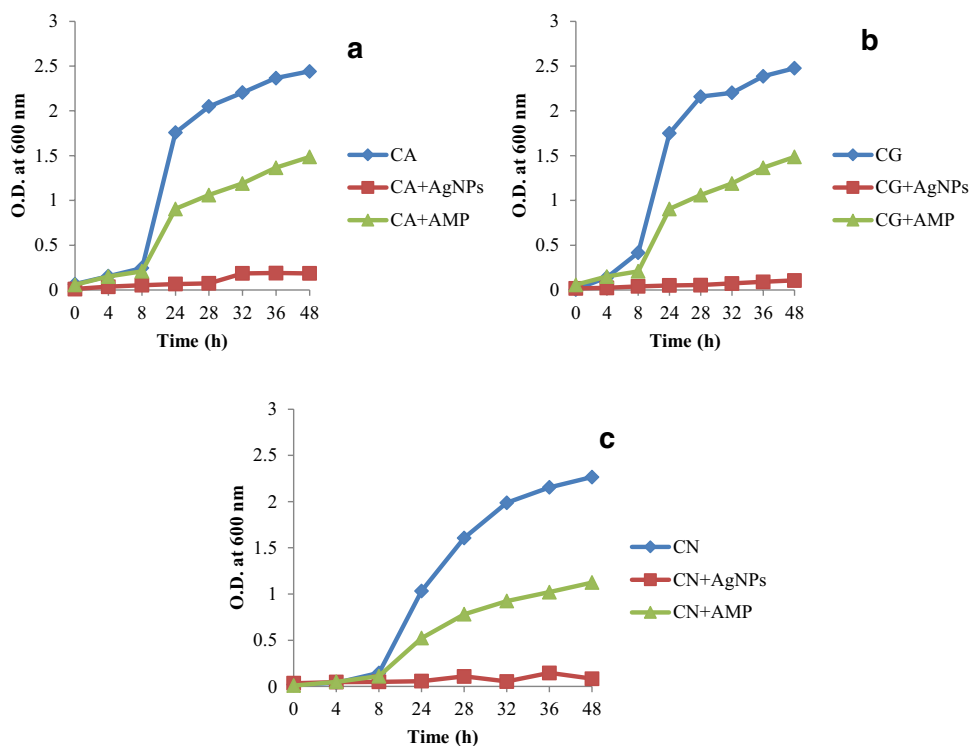 a
O.D. at 600 nm
3
2.5
2
1.5
1
0.5
0
0 4 8 24 28 32 36 48
Time (h)
CA
CA+AgNPs
CA+AMP
b
O.D. at 600 nm
3
2.5
2
1.5
1
0.5
0
0 4 8 24 28 32 36 48
Time (h)
CG
CG+AgNPs
CG+AMP
c
O.D. at 600 nm
3
2.5
2
1.5
1
0.5
0
0 4 8 24 28 32 36 48
Time (h)
CN
CN+AgNPs
CN+AMP